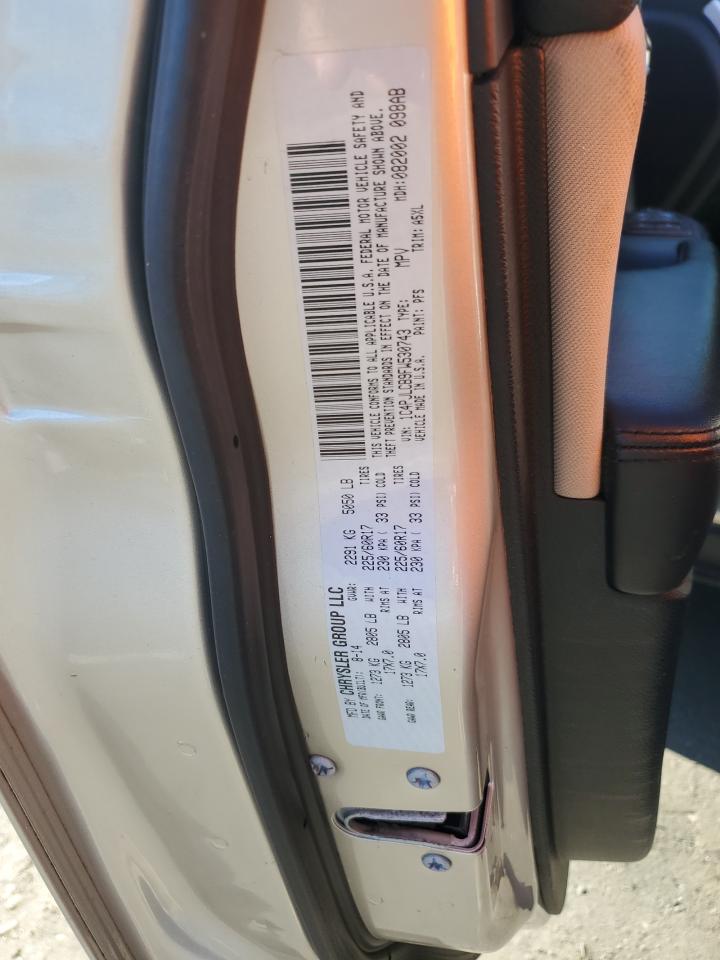 MFD BY CHRYSLER GROUP LLC
DATE OF MFR(BUILT): 8-14 GVWR: 2291 KG 5050 LB
GAWR FRONT: 1273 KG 2805 LB WITH 225/60R17 TIRES
17X7.0 RIMS AT 230 KPA ( 33 PSI) COLD
GAWR REAR: 1273 KG 2805 LB WITH 225/60R17 TIRES
17X7.0 RIMS AT 230 KPA ( 33 PSI) COLD
THIS VEHICLE CONFORMS TO ALL APPLICABLE U.S.A. FEDERAL MOTOR VEHICLE SAFETY AND
THEFT PREVENTION STANDARDS IN EFFECT ON THE DATE OF MANUFACTURE SHOWN ABOVE.
VIN: 1C4PJLCB9FW530743 TYPE: MPV MDH:082002 098AB
VEHICLE MADE IN U.S.A. PAINT: PFS TRIM: A5XL